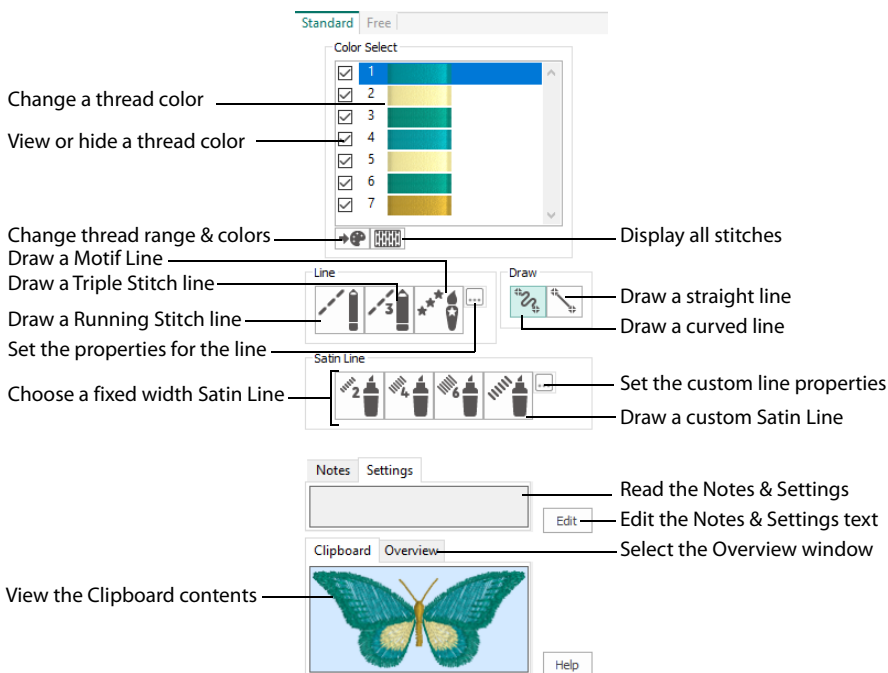 Standard Free
Color Select
1
Change a thread color
2
3
View or hide a thread color
4
5
6
7
Change thread range & colors
Display all stitches
Draw a Motif Line
Line
Draw
Draw a Triple Stitch line
3
Draw a straight line
Draw a Running Stitch line
Draw a curved line
Set the properties for the line
...
Satin Line
Choose a fixed width Satin Line
2 4 6
Set the custom line properties
Draw a custom Satin Line
Notes Settings
Read the Notes & Settings
Edit
Edit the Notes & Settings text
Clipboard Overview
Select the Overview window
View the Clipboard contents
Help